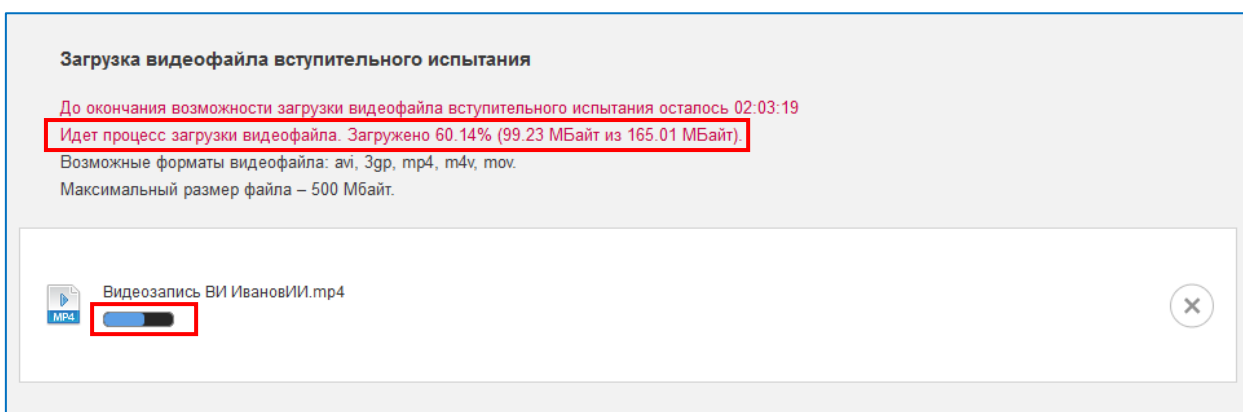 Загрузка видеофайла вступительного испытания
До окончания возможности загрузки видеофайла вступительного испытания осталось 02:03:19
Идет процесс загрузки видеофайла. Загружено 60.14% (99.23 МБайт из 165.01 МБайт).
Возможные форматы видеофайла: avi, 3gp, mp4, m4v, mov.
Максимальный размер файла – 500 Мбайт.
Видеозапись ВИ ИвановИИ.mp4
MP4